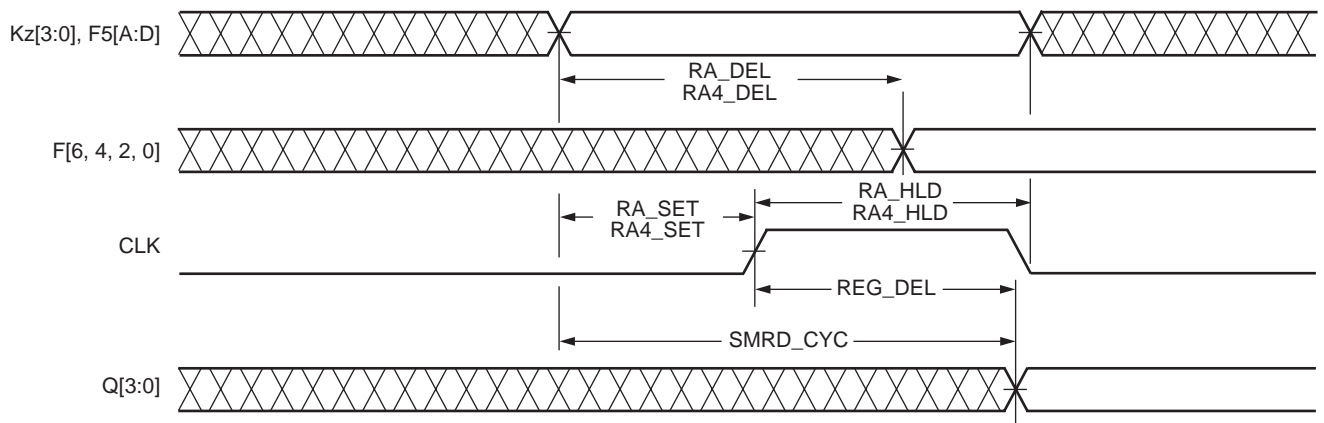 Kz[3:0], F5[A:D]
RA_DEL
RA4_DEL
F[6, 4, 2, 0]
RA_SET
RA4_SET
RA_HLD
RA4_HLD
CLK
REG_DEL
SMRD_CYC
Q[3:0]